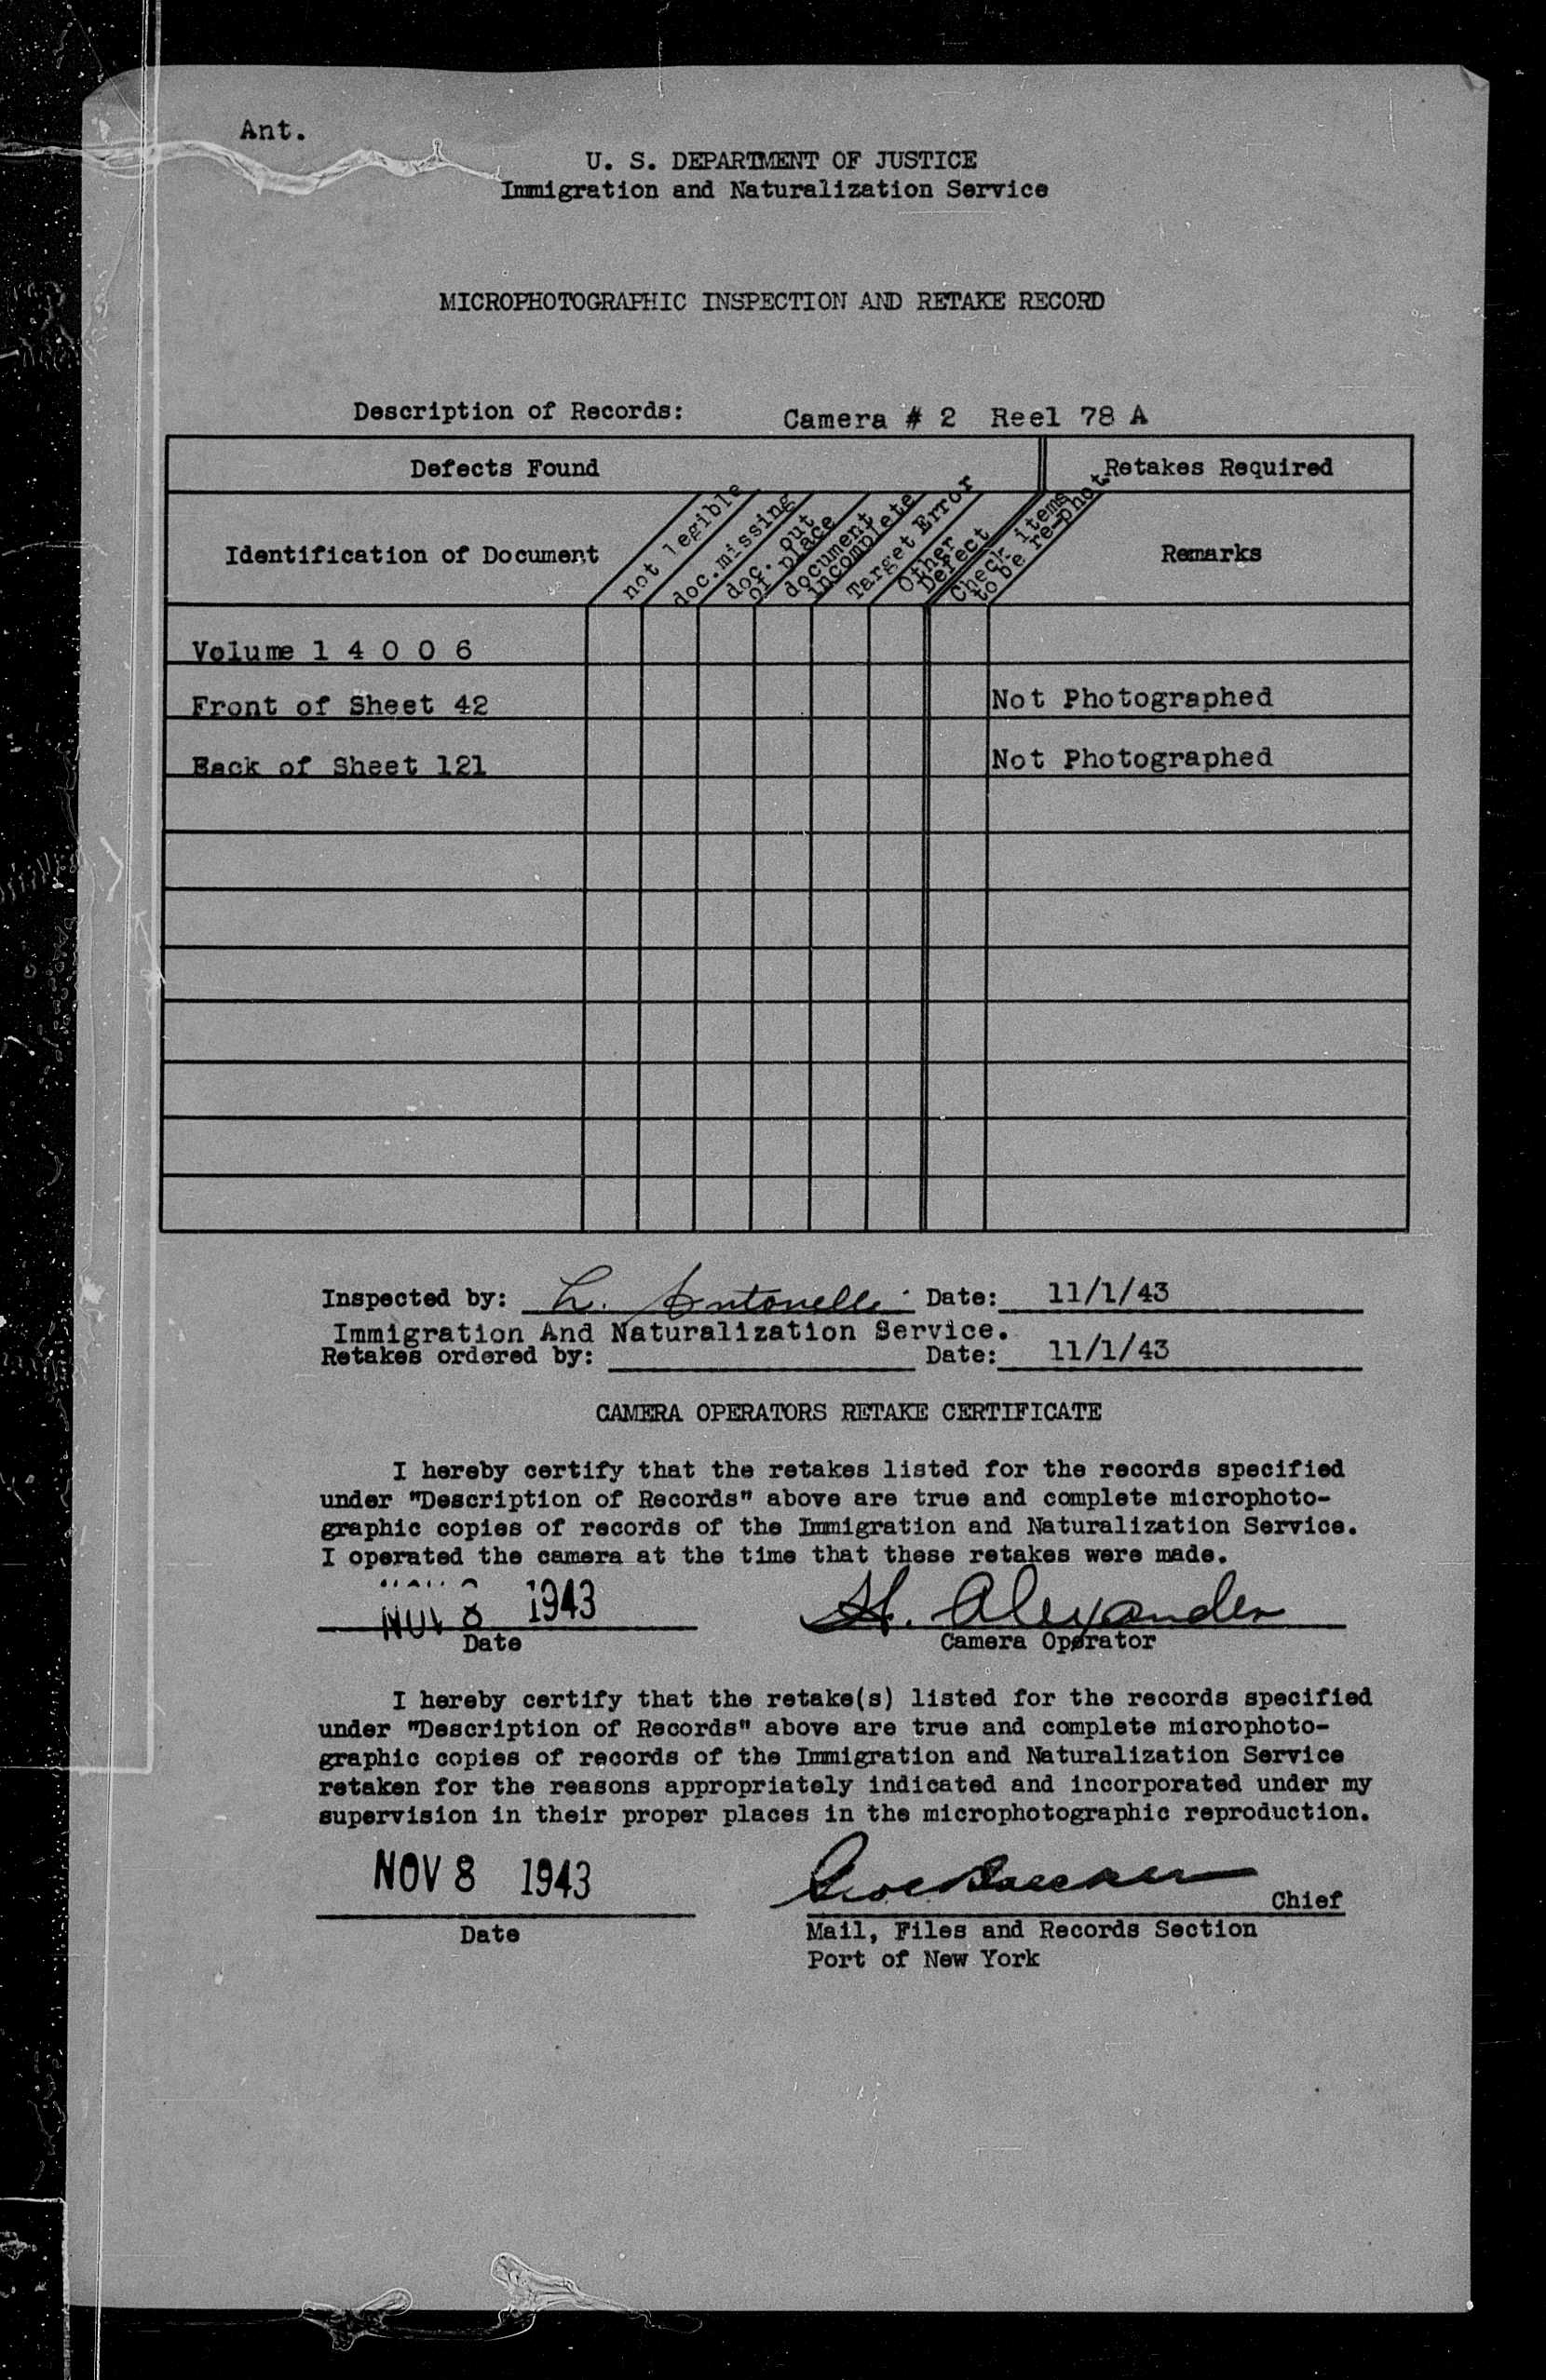 Ant.
U. S. DEPARTMENT OF JUSTICE
Immigration and Naturalization Service
MICROPHOTOGRAPHIC INSPECTION AND RETAKE RECORD
Description of Records: Camera # 2 Reel 78 A
Defects Found Retakes Required
Identification of Document
not legible
doc.missing
doc. out
of place
document
incomplete
Target Error
Other
Defect
Check items
to be re-phot.
Remarks
Volume 1 4 0 0 6
Front of Sheet 42 Not Photographed
Back of Sheet 121 Not Photographed
Inspected by: L. Antonelli Date: 11/1/43
Immigration And Naturalization Service.
Retakes ordered by: Date: 11/1/43
CAMERA OPERATORS RETAKE CERTIFICATE
I hereby certify that the retakes listed for the records specified
under "Description of Records" above are true and complete microphoto-
graphic copies of records of the Immigration and Naturalization Service.
I operated the camera at the time that these retakes were made.
NOV 8 1943 H. Alexander
Date Camera Operator
I hereby certify that the retake(s) listed for the records specified
under "Description of Records" above are true and complete microphoto-
graphic copies of records of the Immigration and Naturalization Service
retaken for the reasons appropriately indicated and incorporated under my
supervision in their proper places in the microphotographic reproduction.
NOV 8 1943
Chief
Date Mail, Files and Records Section
Port of New York